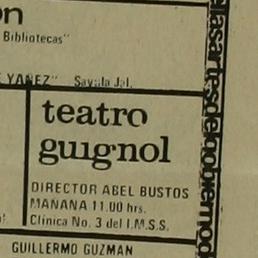 on
Bibliotecas"
YAÑEZ" Sayula Jal.
teatro
guignol
DIRECTOR ABEL BUSTOS
MAÑANA 11.00 hrs.
Clínica No. 3 del I.M.S.S.
GUILLERMO GUZMAN
elasartesdelgobiernod